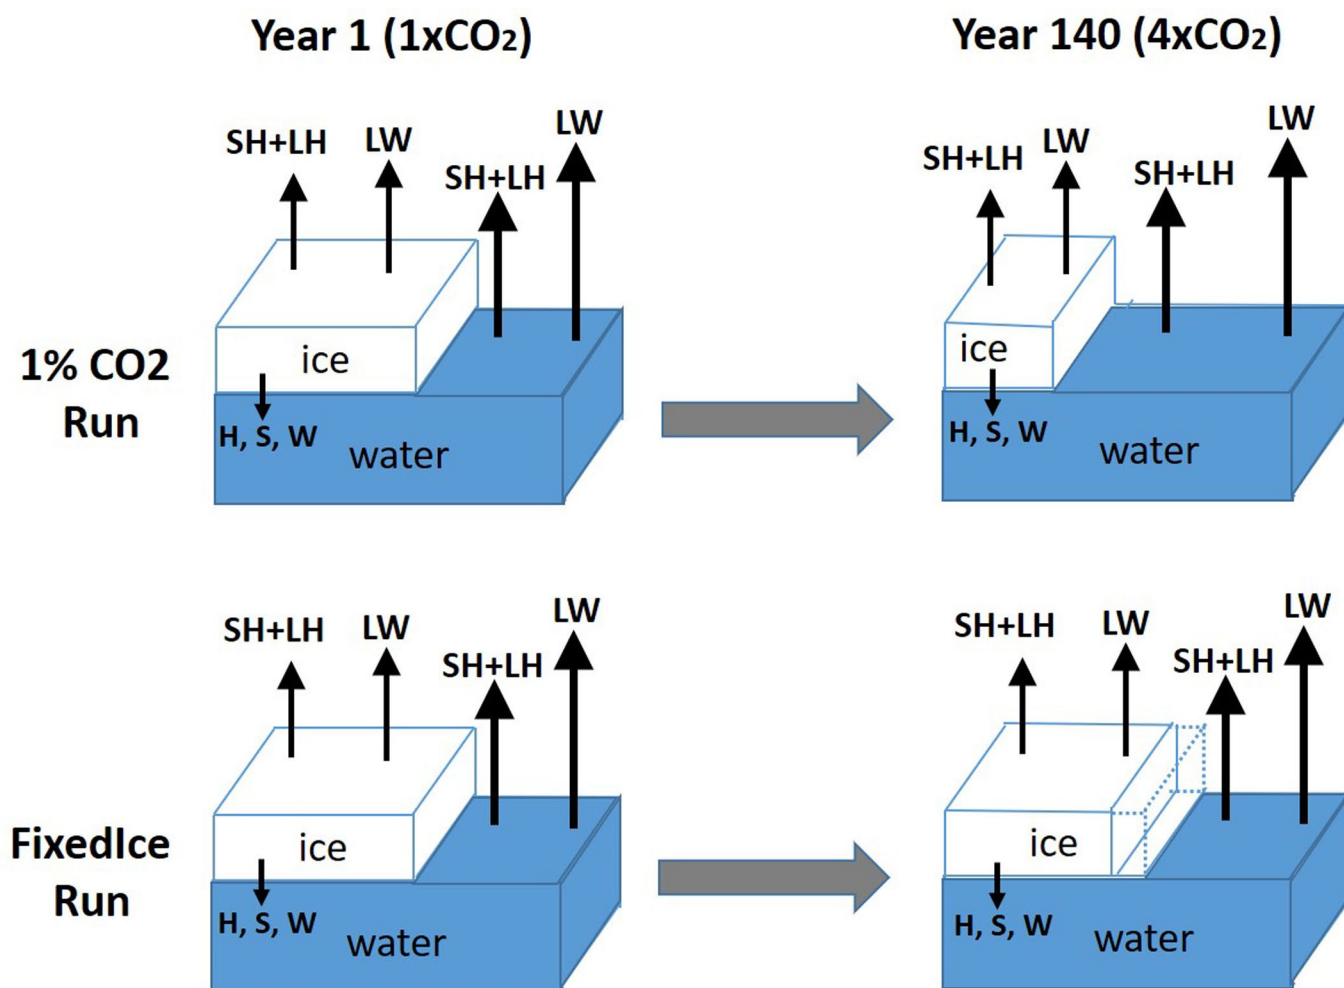 Year 1 (1xCO₂)
Year 140 (4xCO₂)
SH+LH
LW
SH+LH
LW
SH+LH
LW
SH+LH
LW
1% CO2
Run
ice
H, S, W
water
ice
H, S, W
water
SH+LH
LW
SH+LH
LW
SH+LH
LW
SH+LH
LW
FixedIce
Run
ice
H, S, W
water
ice
H, S, W
water